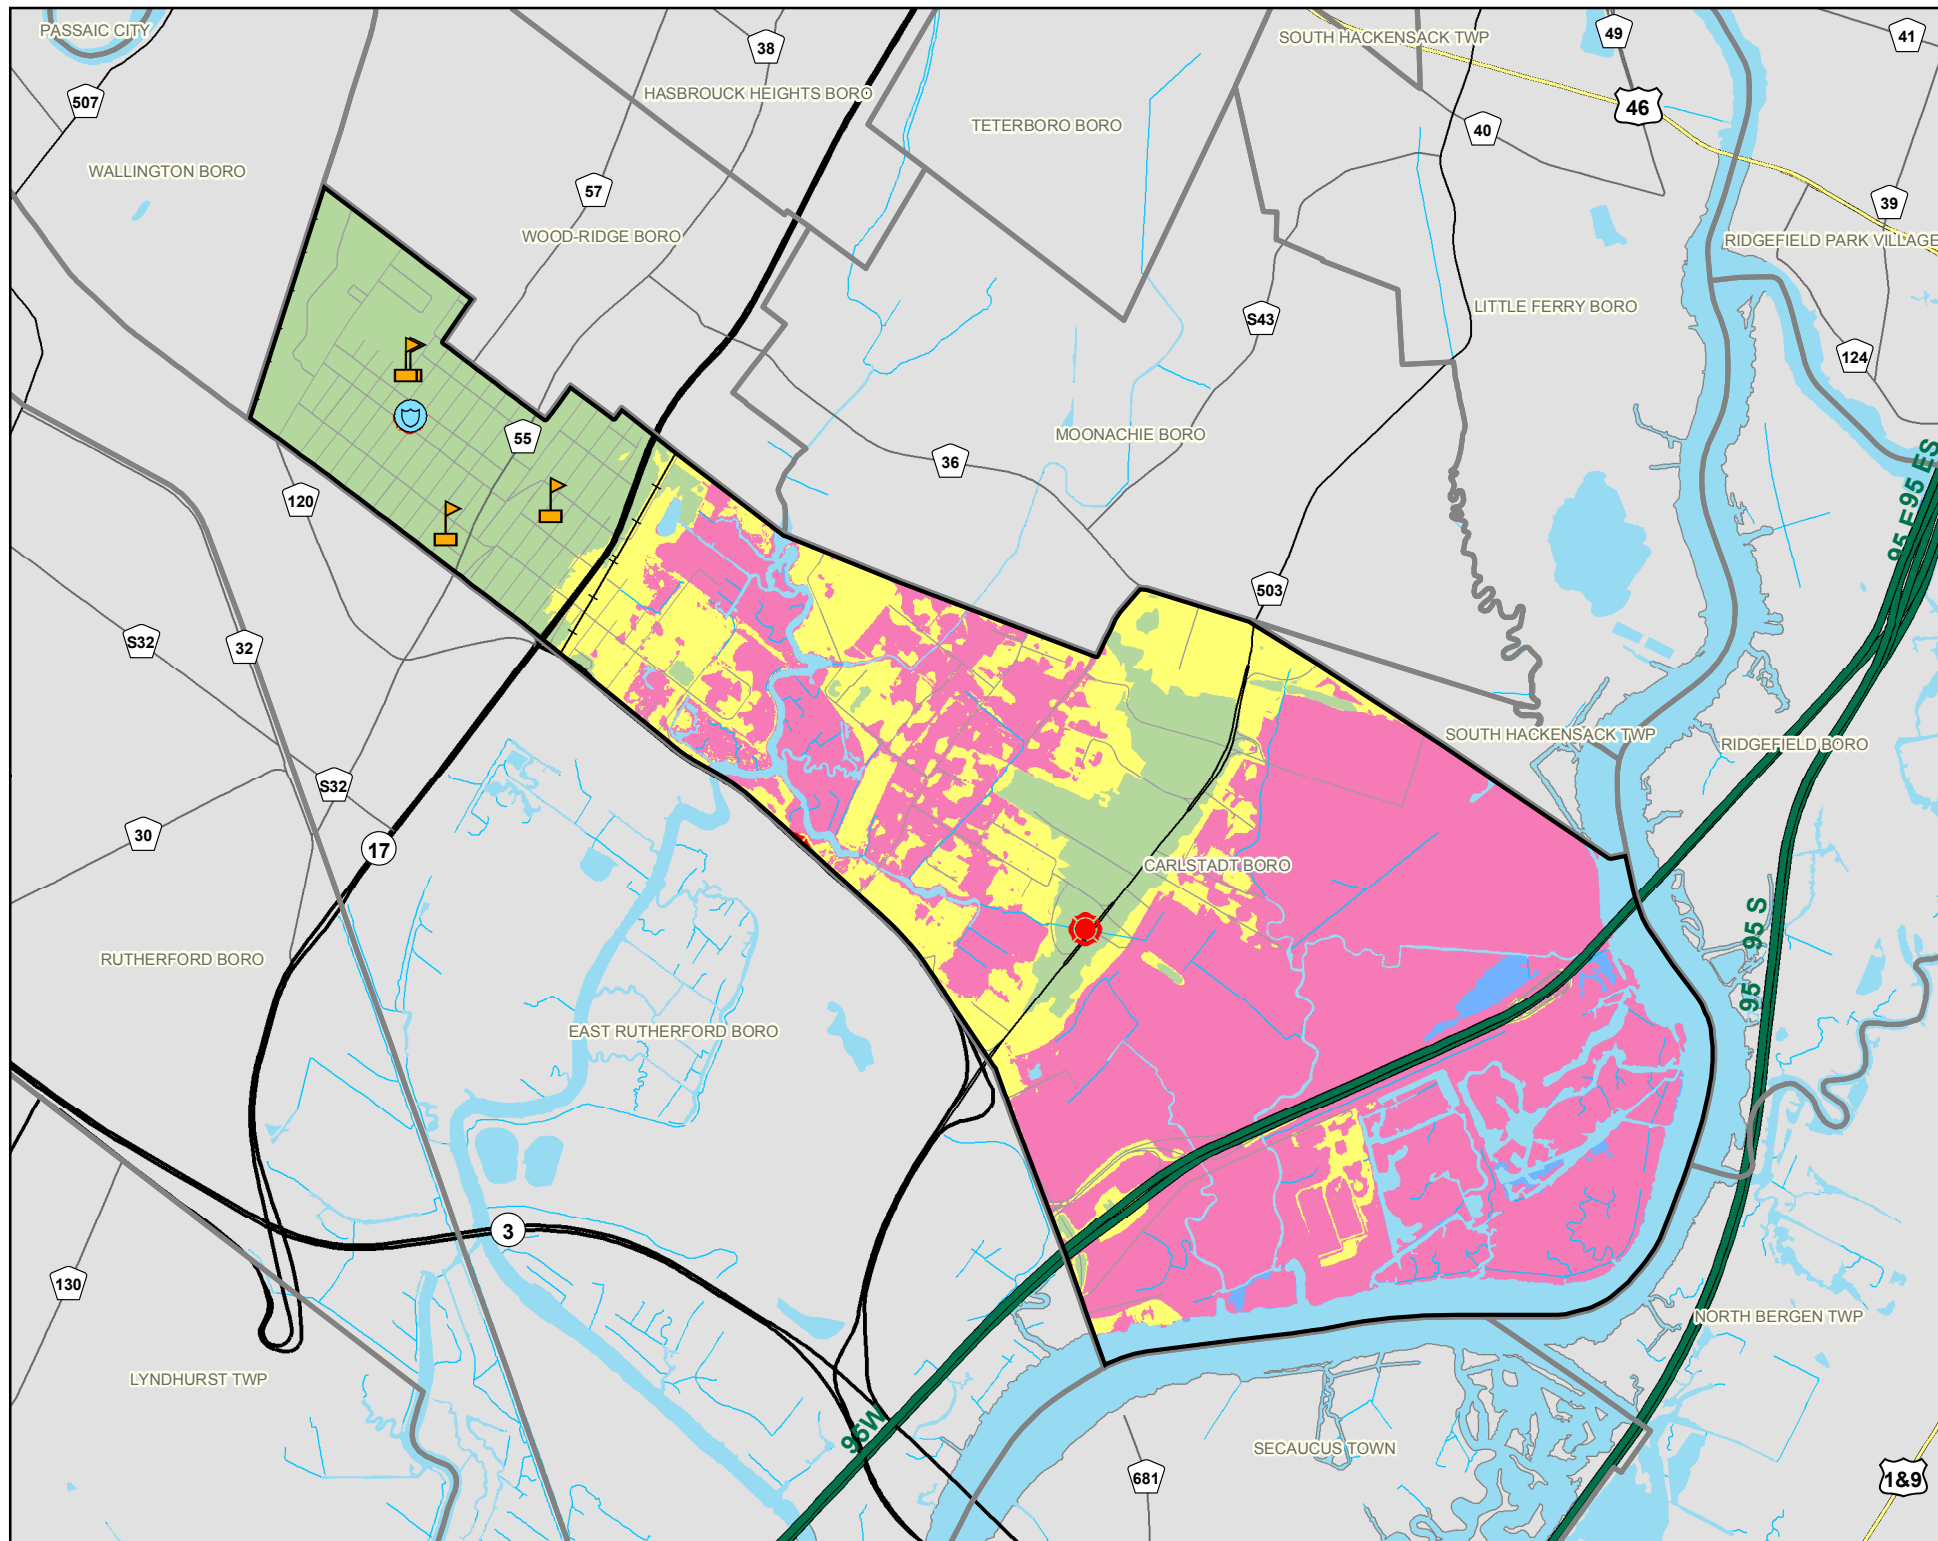 PASSAIC CITY
38
SOUTH HACKENSACK TWP
49
41
507
HASBROUCK HEIGHTS BORO
46
TETERBORO BORO
40
WALLINGTON BORO
57
39
WOOD-RIDGE BORO
RIDGEFIELD PARK VILLAGE
LITTLE FERRY BORO
S43
124
55
MOONACHIE BORO
36
95 E
95 ES
120
503
S32
32
SOUTH HACKENSACK TWP
RIDGEFIELD BORO
S32
30
17
CARLSTADT BORO
95 S
95
RUTHERFORD BORO
EAST RUTHERFORD BORO
3
130
NORTH BERGEN TWP
LYNDHURST TWP
95W
SECAUCUS TOWN
681
1&9